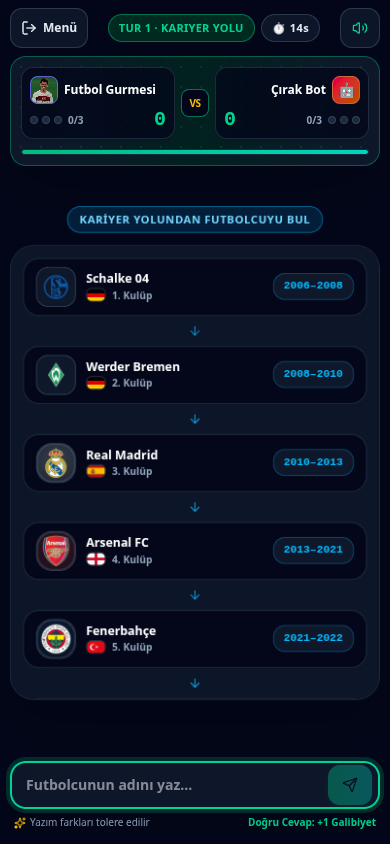 Menü
TUR 1 · KARIYER YOLU
14s
Futbol Gurmesi
0/3
0
VS
Çırak Bot
0
0/3
KARİYER YOLUNDAN FUTBOLCUYU BUL
Schalke 04
1. Kulüp
2006–2008
Werder Bremen
2. Kulüp
2008–2010
Real Madrid
3. Kulüp
2010–2013
Arsenal FC
4. Kulüp
2013–2021
Fenerbahçe
5. Kulüp
2021–2022
Futbolcunun adını yaz...
Yazım farkları tolere edilir
Doğru Cevap: +1 Galibiyet